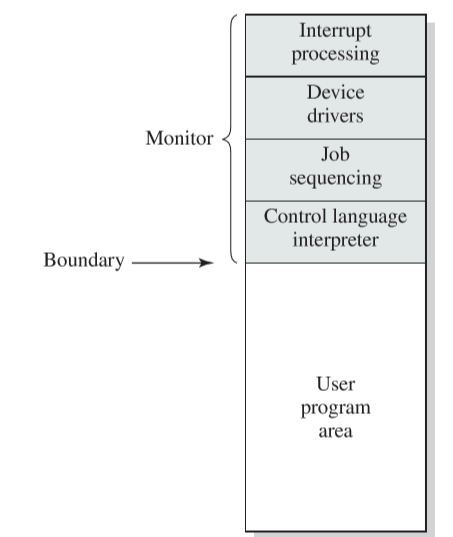 Interrupt
processing
Device
drivers
Monitor
Job
sequencing
Control language
interpreter
Boundary
User
program
area